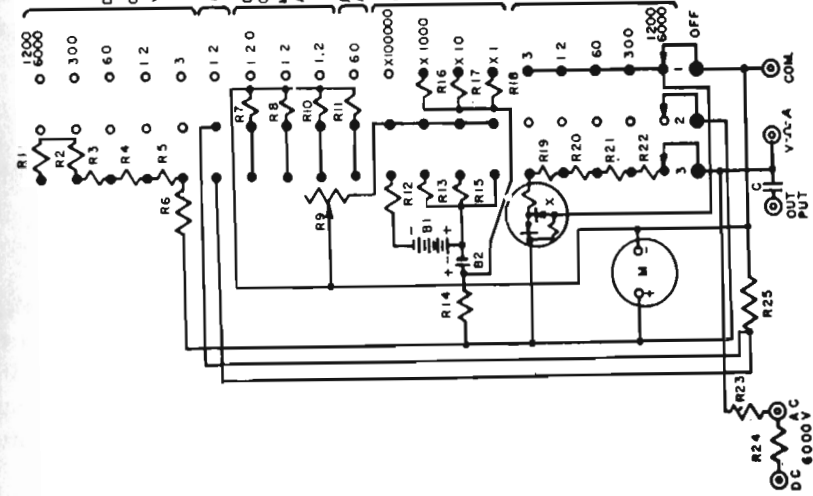 1200
6000
300
60
12
3
12
120
12
1.2
60
X100000
X1000
X10
X1
3
12
60
300
1200
6000
OFF
R16
R17
R18
1
COM.
R7
R8
R10
R11
2
V-Ω-A
R1
R2
R3
R4
R5
R19
R20
R21
R22
3
R6
R9
R12
R13
R15
X
C
OUT
PUT
- B1 +
B2
+
-
M
+
R14
R25
R23
R24
AC
DC
6000V